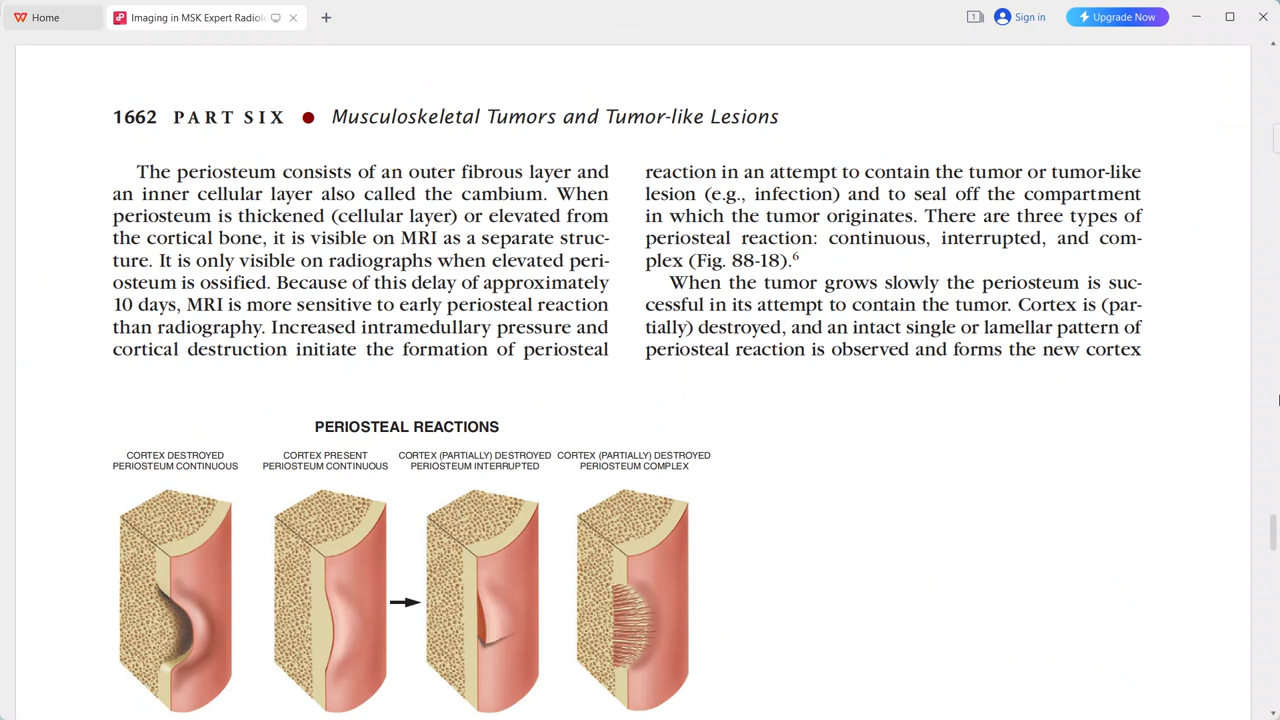 Home
Imaging in MSK Expert Radiol
Sign in
Upgrade Now
1662 PART SIX ● Musculoskeletal Tumors and Tumor-like Lesions
The periosteum consists of an outer fibrous layer and
an inner cellular layer also called the cambium. When
periosteum is thickened (cellular layer) or elevated from
the cortical bone, it is visible on MRI as a separate struc-
ture. It is only visible on radiographs when elevated peri-
osteum is ossified. Because of this delay of approximately
10 days, MRI is more sensitive to early periosteal reaction
than radiography. Increased intramedullary pressure and
cortical destruction initiate the formation of periosteal
reaction in an attempt to contain the tumor or tumor-like
lesion (e.g., infection) and to seal off the compartment
in which the tumor originates. There are three types of
periosteal reaction: continuous, interrupted, and com-
plex (Fig. 88-18).⁶
When the tumor grows slowly the periosteum is suc-
cessful in its attempt to contain the tumor. Cortex is (par-
tially) destroyed, and an intact single or lamellar pattern of
periosteal reaction is observed and forms the new cortex
PERIOSTEAL REACTIONS
CORTEX DESTROYED
PERIOSTEUM CONTINUOUS
CORTEX PRESENT
PERIOSTEUM CONTINUOUS
CORTEX (PARTIALLY) DESTROYED
PERIOSTEUM INTERRUPTED
CORTEX (PARTIALLY) DESTROYED
PERIOSTEUM COMPLEX